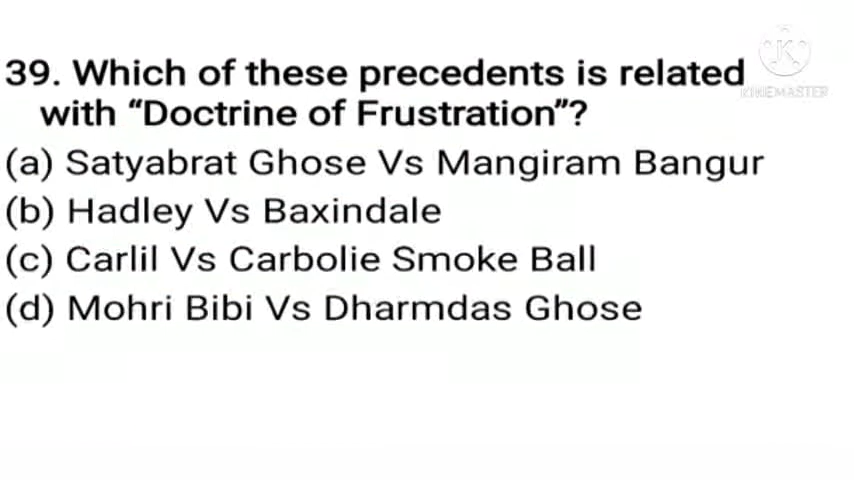 39. Which of these precedents is related
with “Doctrine of Frustration”?
(a) Satyabrat Ghose Vs Mangiram Bangur
(b) Hadley Vs Baxindale
(c) Carlil Vs Carbolie Smoke Ball
(d) Mohri Bibi Vs Dharmdas Ghose
K
KINEMASTER